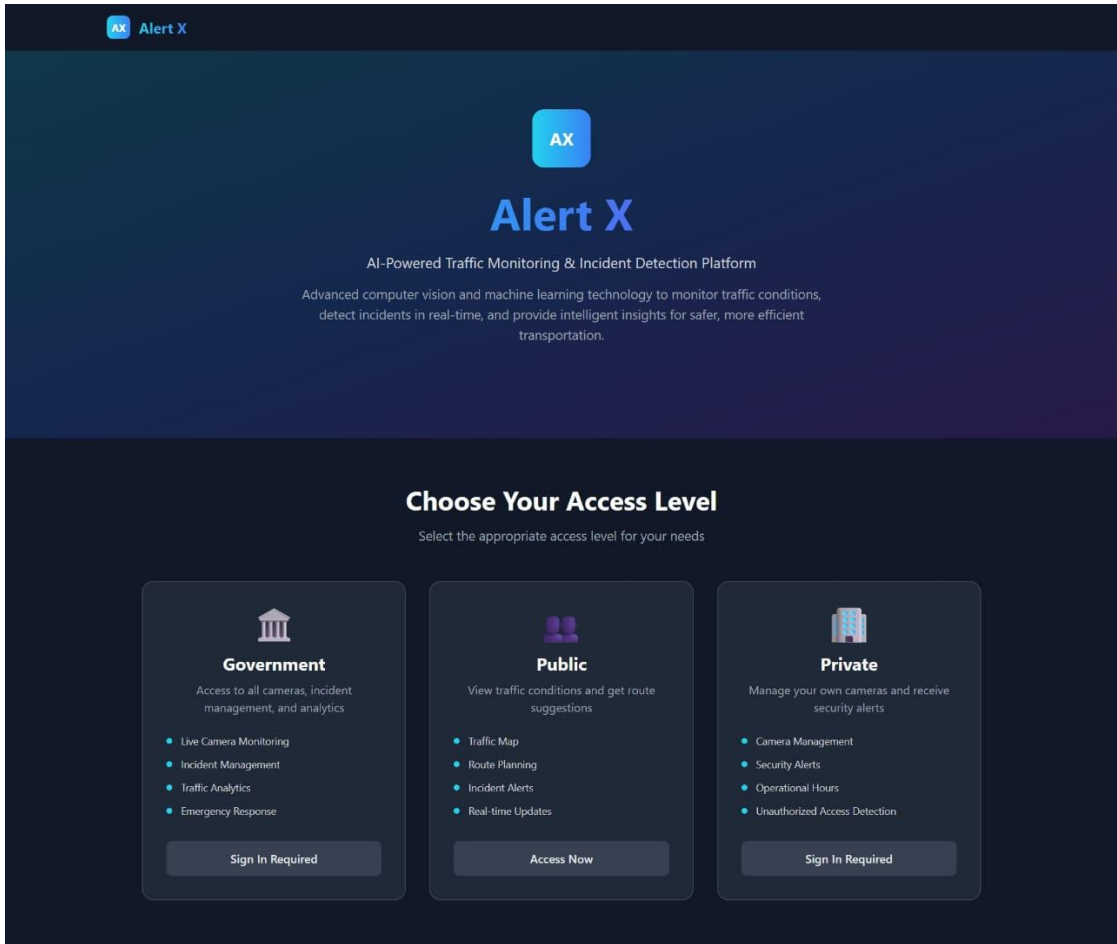 AX Alert X
AX
Alert X
AI-Powered Traffic Monitoring & Incident Detection Platform
Advanced computer vision and machine learning technology to monitor traffic conditions,
detect incidents in real-time, and provide intelligent insights for safer, more efficient
transportation.
Choose Your Access Level
Select the appropriate access level for your needs
Government
Access to all cameras, incident
management, and analytics
Live Camera Monitoring
Incident Management
Traffic Analytics
Emergency Response
Sign In Required
Public
View traffic conditions and get route
suggestions
Traffic Map
Route Planning
Incident Alerts
Real-time Updates
Access Now
Private
Manage your own cameras and receive
security alerts
Camera Management
Security Alerts
Operational Hours
Unauthorized Access Detection
Sign In Required